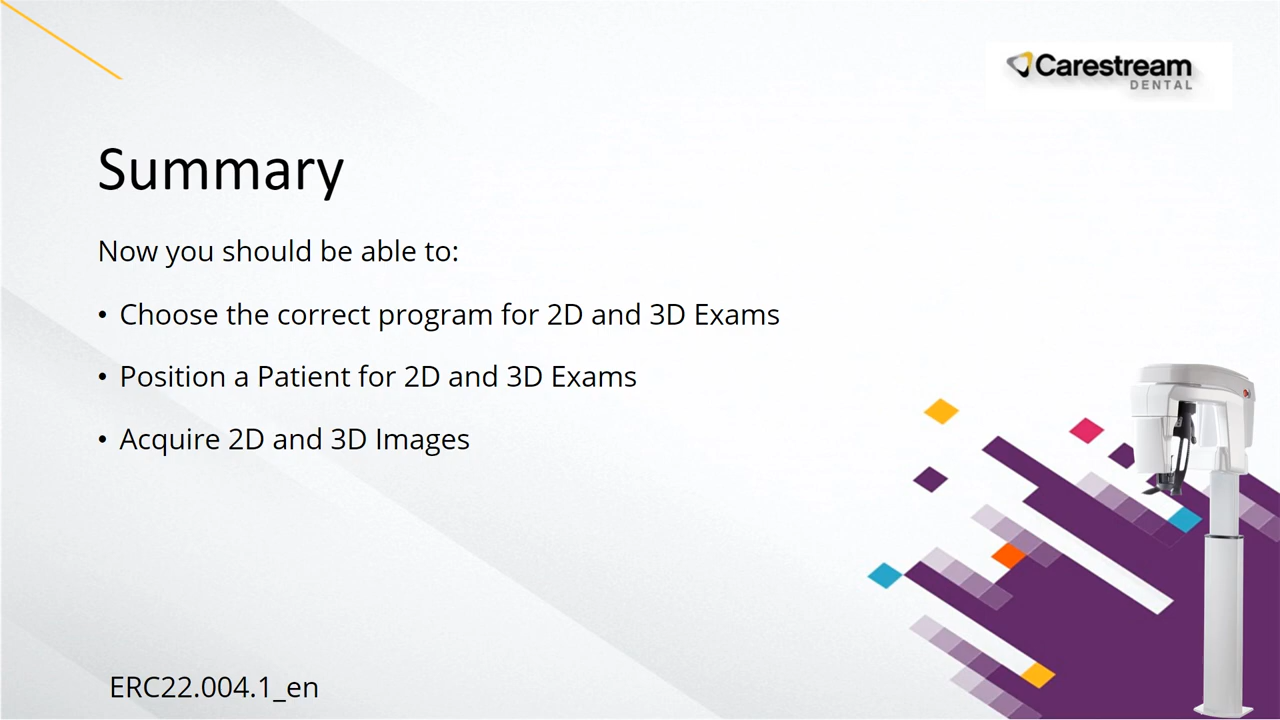 Carestream
DENTAL
Summary
Now you should be able to:
• Choose the correct program for 2D and 3D Exams
• Position a Patient for 2D and 3D Exams
• Acquire 2D and 3D Images
ERC22.004.1_en